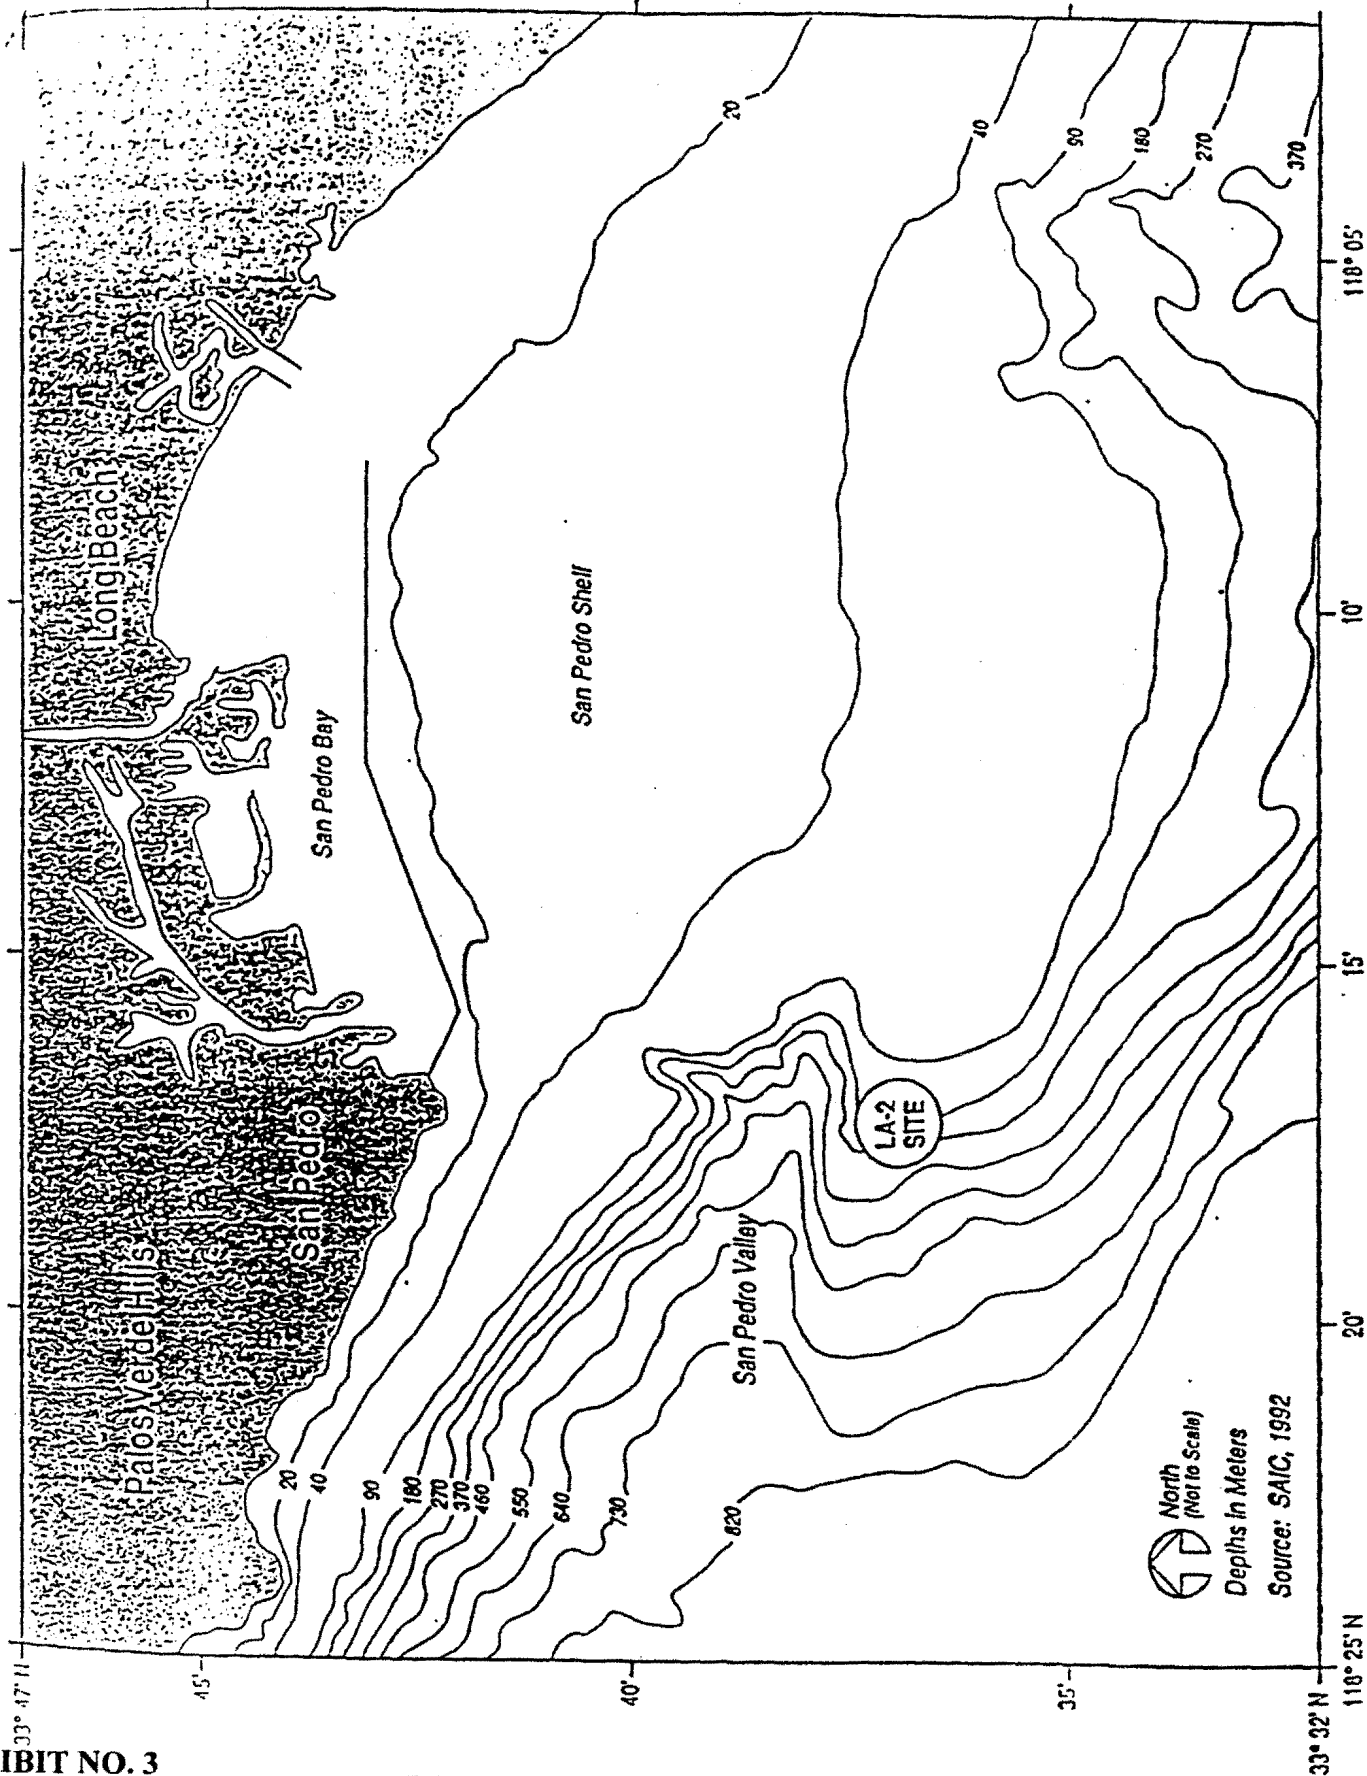 33° 47' N
45'
40'
35'
33° 32' N
118° 25' N
20'
15'
10'
118° 05'
Palos Verde Hills
San Pedro
Long Beach
San Pedro Bay
San Pedro Shell
San Pedro Valley
LA-2
SITE
20
40
90
180
270
370
460
550
640
730
820
20
40
90
180
270
370
North
(Not to Scale)
Depths In Meters
Source: SAIC, 1992
IBIT NO. 3